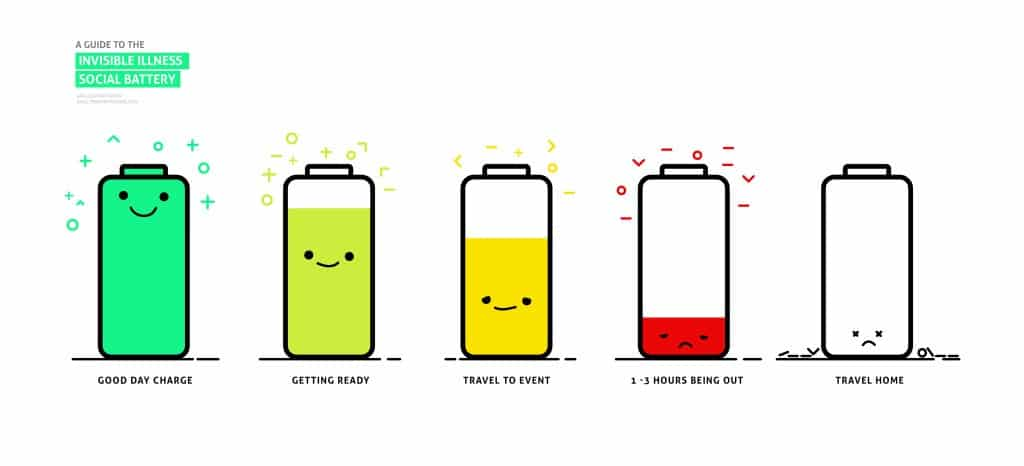 A GUIDE TO THE
INVISIBLE ILLNESS
SOCIAL BATTERY
GOOD DAY CHARGE
GETTING READY
TRAVEL TO EVENT
1 -3 HOURS BEING OUT
TRAVEL HOME